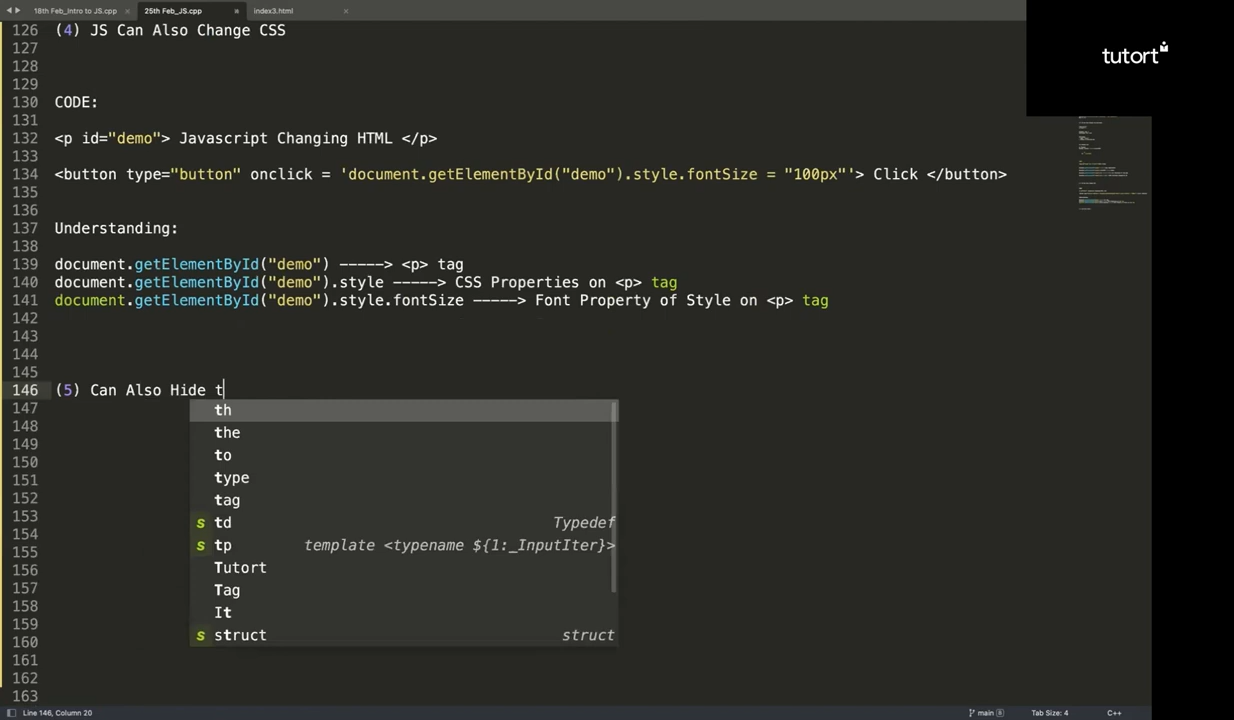 18th Feb_Intro to JS.cpp
25th Feb_JS.cpp
index3.html
tutort
126 (4) JS Can Also Change CSS
127
128
129
130 CODE:
131
132 <p id="demo"> Javascript Changing HTML </p>
133
134 <button type="button" onclick = 'document.getElementById("demo").style.fontSize = "100px"'> Click </button>
135
136
137 Understanding:
138
139 document.getElementById("demo") -----> <p> tag
140 document.getElementById("demo").style -----> CSS Properties on <p> tag
141 document.getElementById("demo").style.fontSize -----> Font Property of Style on <p> tag
142
143
144
145
146 (5) Can Also Hide t
147
148
149
150
151
152
153
154
155
156
157
158
159
160
161
162
163
th
the
to
type
tag
s td Typedef
s tp template <typename ${1:_InputIter}>
Tutort
Tag
It
s struct struct
Line 146, Column 20
main 8
Tab Size: 4
C++